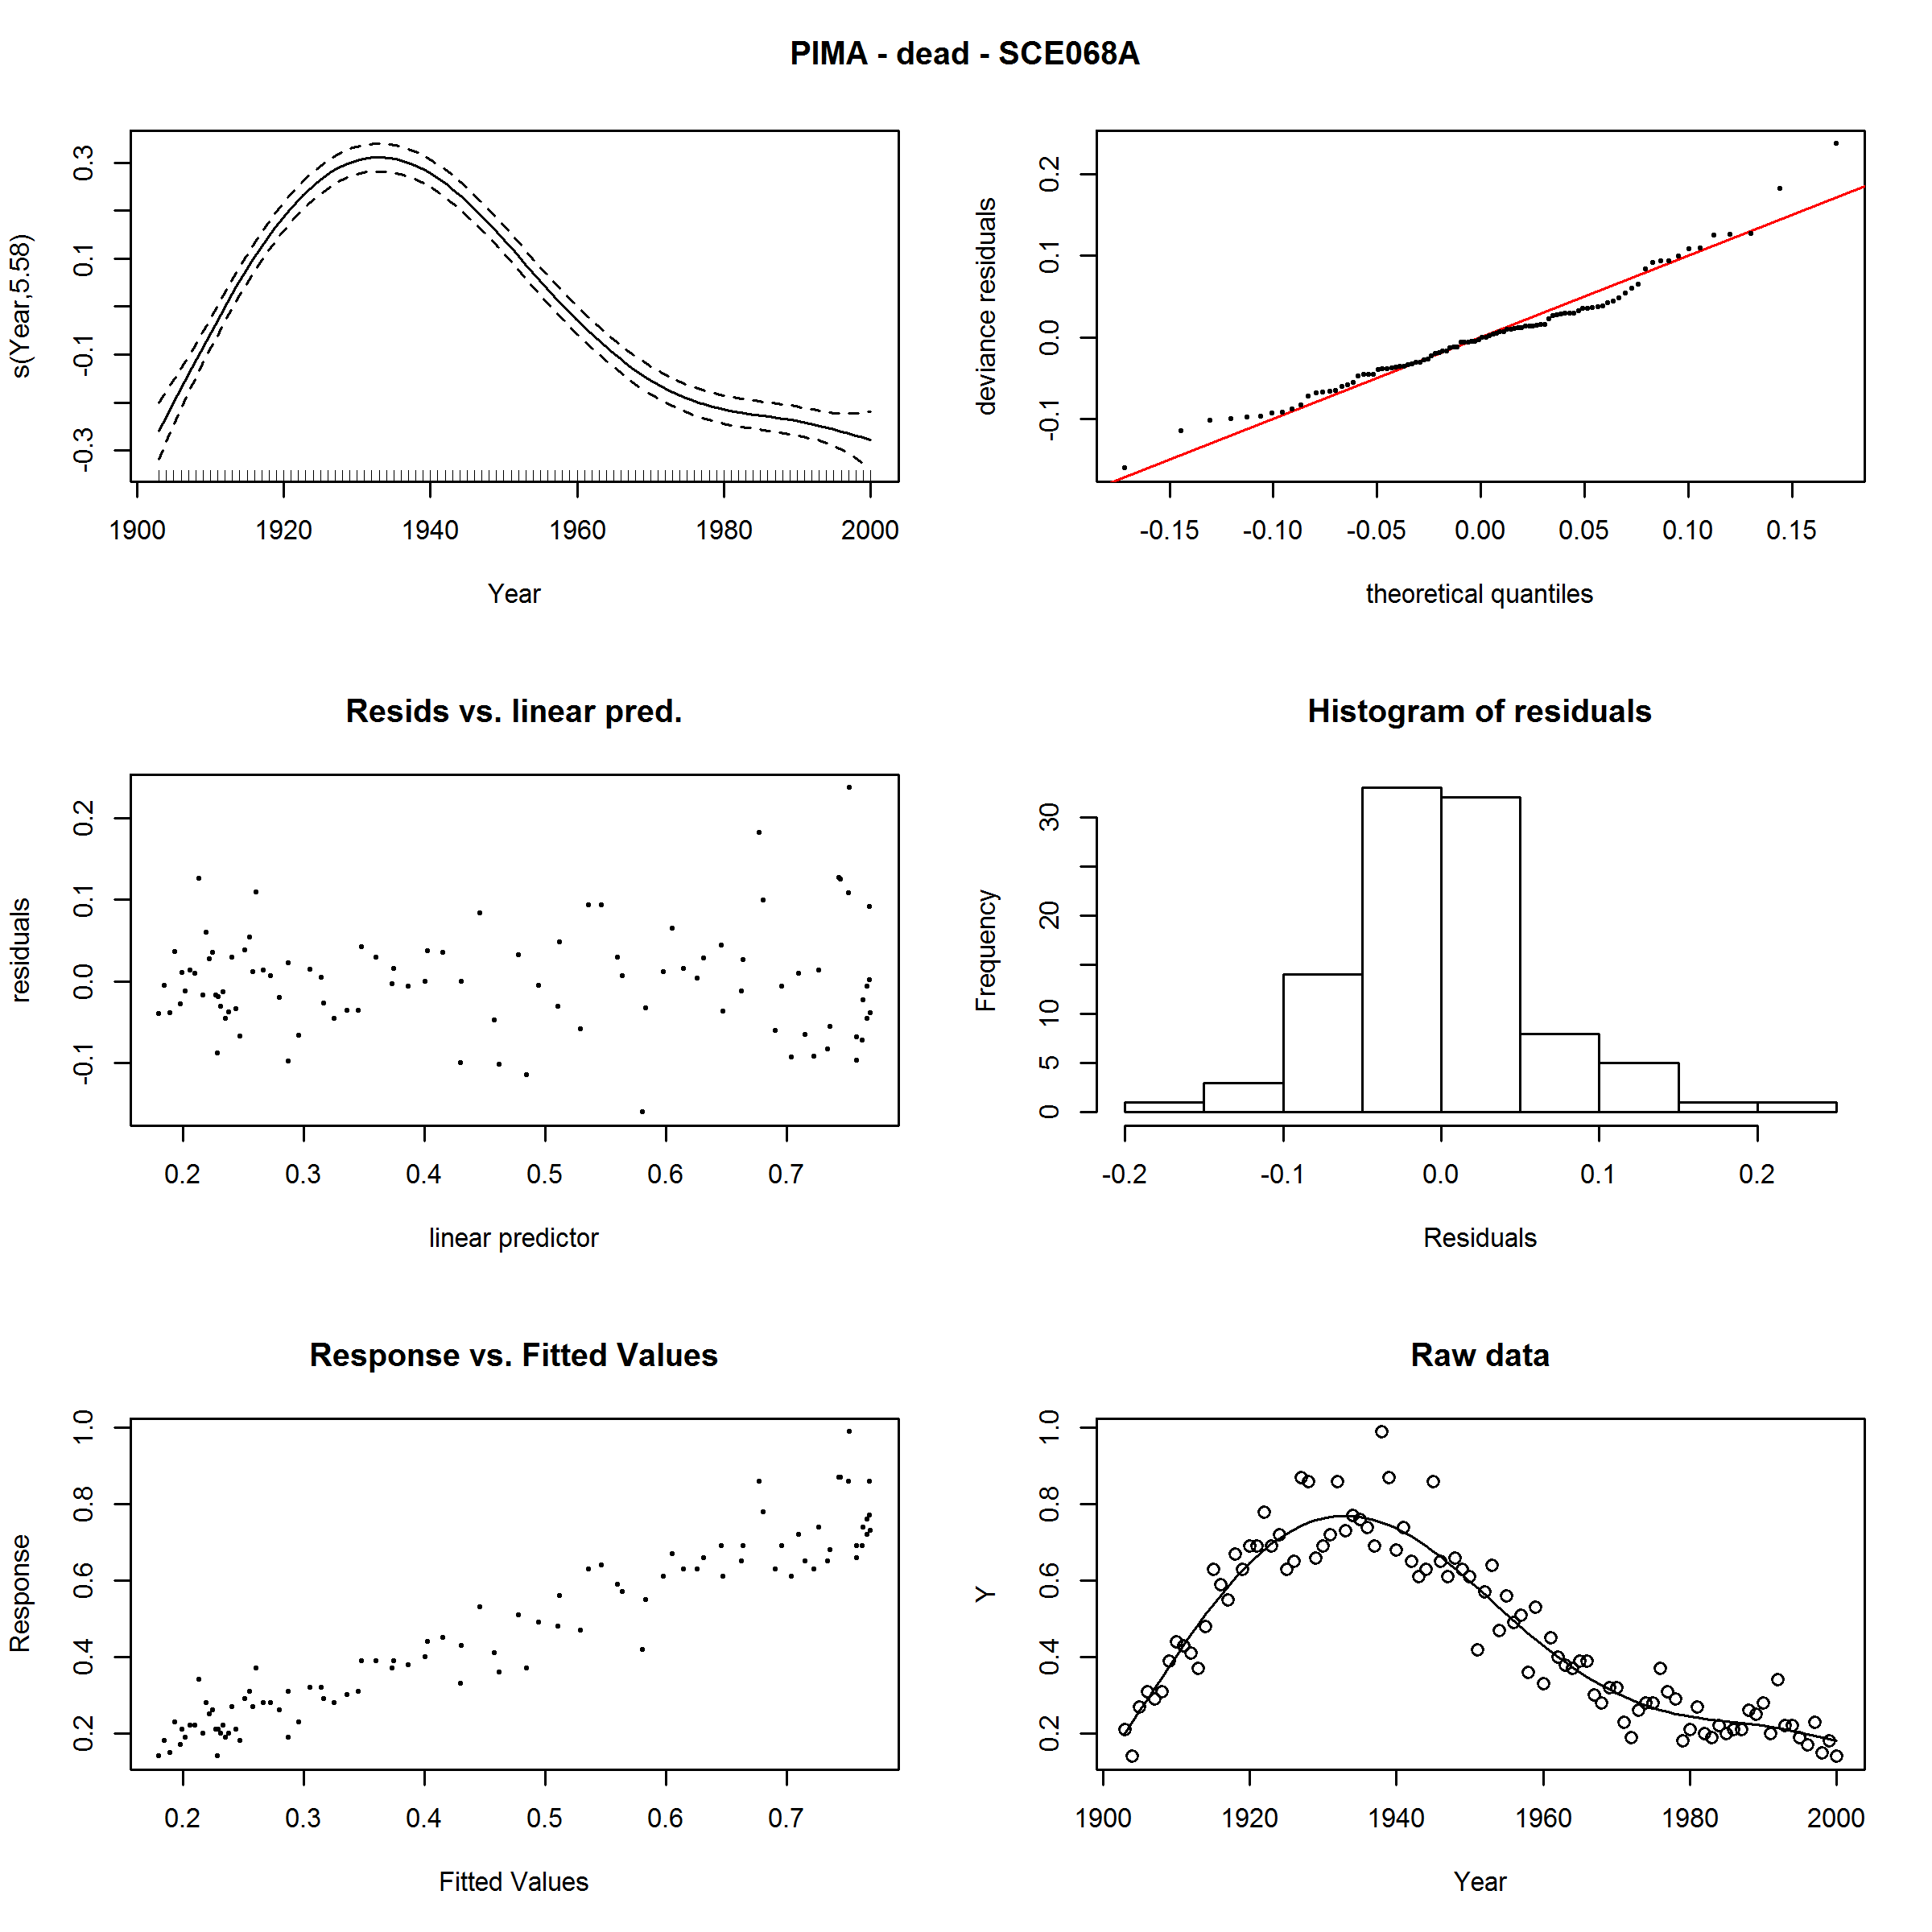 PIMA - dead - SCE068A
s(Year,5.58)
-0.3 -0.1 0.1 0.3
1900 1920 1940 1960 1980 2000
Year
deviance residuals
-0.1 0.0 0.1 0.2
-0.15 -0.10 -0.05 0.00 0.05 0.10 0.15
theoretical quantiles
Resids vs. linear pred.
residuals
-0.1 0.0 0.1 0.2
0.2 0.3 0.4 0.5 0.6 0.7
linear predictor
Histogram of residuals
Frequency
0 5 10 20 30
-0.2 -0.1 0.0 0.1 0.2
Residuals
Response vs. Fitted Values
Response
0.2 0.4 0.6 0.8 1.0
0.2 0.3 0.4 0.5 0.6 0.7
Fitted Values
Raw data
Y
0.2 0.4 0.6 0.8 1.0
1900 1920 1940 1960 1980 2000
Year